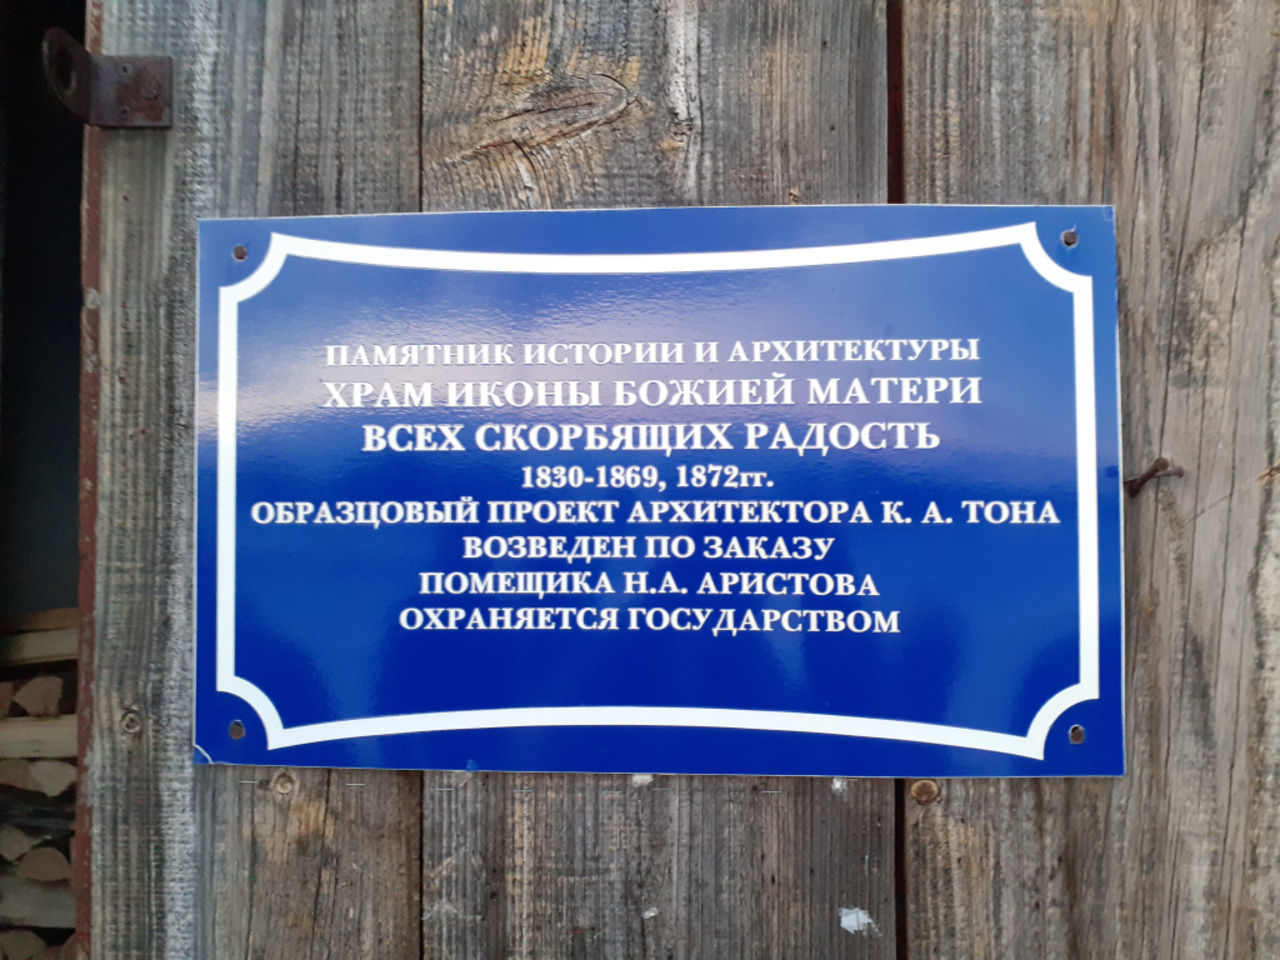 ПАМЯТНИК ИСТОРИИ И АРХИТЕКТУРЫ
ХРАМ ИКОНЫ БОЖИЕЙ МАТЕРИ
ВСЕХ СКОРБЯЩИХ РАДОСТЬ
1830-1869, 1872гг.
ОБРАЗЦОВЫЙ ПРОЕКТ АРХИТЕКТОРА К. А. ТОНА
ВОЗВЕДЕН ПО ЗАКАЗУ
ПОМЕЩИКА Н.А. АРИСТОВА
ОХРАНЯЕТСЯ ГОСУДАРСТВОМ